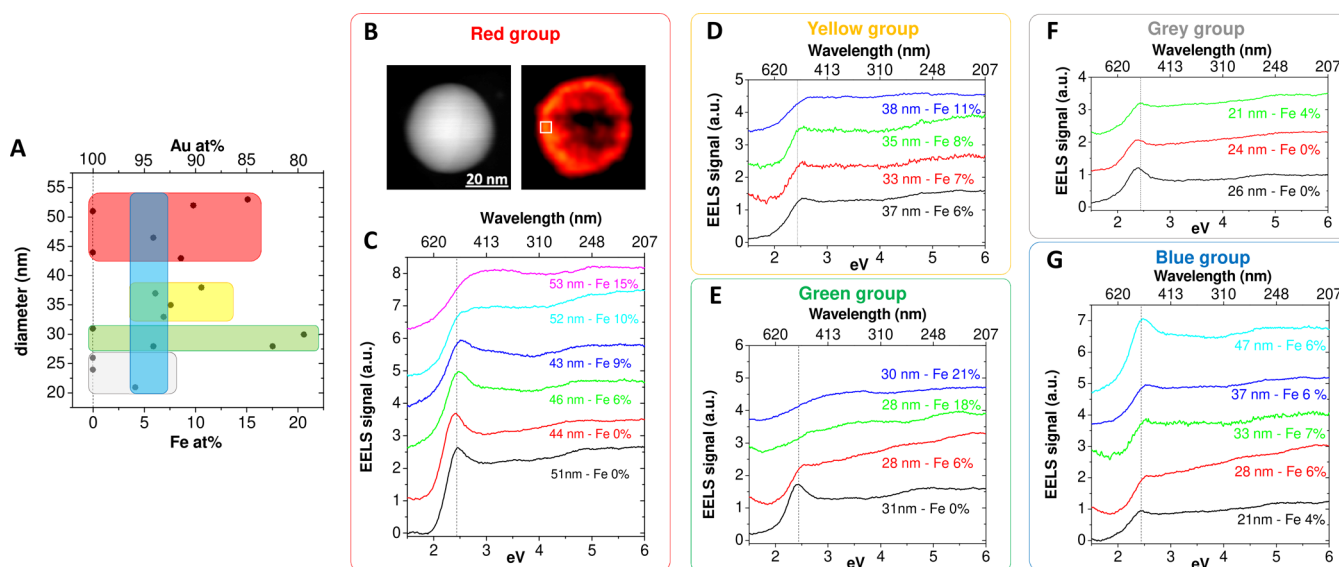 A
Au at%
100 95 90 85 80
55
50
45
40
35
30
25
20
diameter (nm)
0 5 10 15 20
Fe at%
B
Red group
20 nm
C
Wavelength (nm)
620 413 310 248 207
8
7
6
5
4
3
2
1
0
EELS signal (a.u.)
53 nm - Fe 15%
52 nm - Fe 10%
43 nm - Fe 9%
46 nm - Fe 6%
44 nm - Fe 0%
51nm - Fe 0%
2 3 4 5 6
eV
D
Yellow group
Wavelength (nm)
620 413 310 248 207
5
4
3
2
1
0
EELS signal (a.u.)
38 nm - Fe 11%
35 nm - Fe 8%
33 nm - Fe 7%
37 nm - Fe 6%
2 3 4 5 6
eV
E
Green group
Wavelength (nm)
620 413 310 248 207
6
5
4
3
2
1
0
EELS signal (a.u.)
30 nm - Fe 21%
28 nm - Fe 18%
28 nm - Fe 6%
31nm - Fe 0%
2 3 4 5 6
eV
F
Grey group
Wavelength (nm)
620 413 310 248 207
4
3
2
1
0
EELS signal (a.u.)
21 nm - Fe 4%
24 nm - Fe 0%
26 nm - Fe 0%
2 3 4 5 6
eV
G
Blue group
Wavelength (nm)
620 413 310 248 207
7
6
5
4
3
2
1
0
EELS signal (a.u.)
47 nm - Fe 6%
37 nm - Fe 6 %
33 nm - Fe 7%
28 nm - Fe 6%
21nm - Fe 4%
2 3 4 5 6
eV